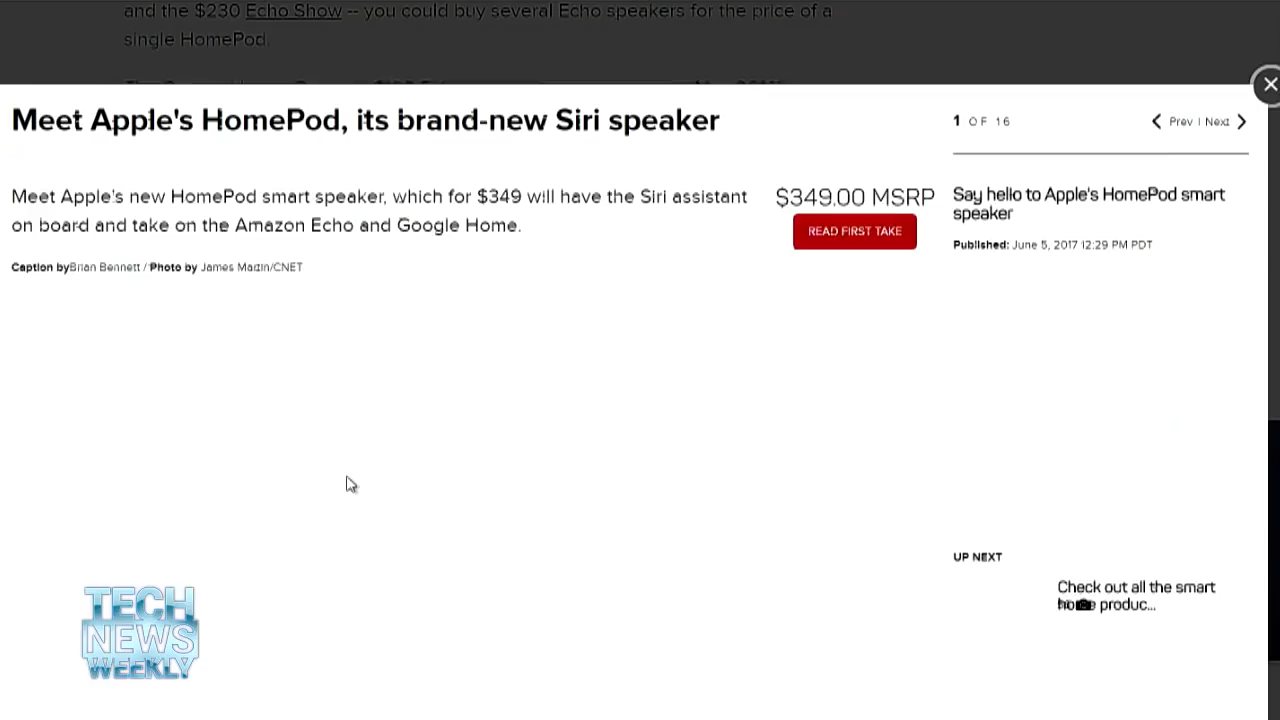 and the $230 Echo Show -- you could buy several Echo speakers for the price of a
single HomePod.
Meet Apple's HomePod, its brand-new Siri speaker
1 OF 16
Prev | Next
Meet Apple's new HomePod smart speaker, which for $349 will have the Siri assistant
on board and take on the Amazon Echo and Google Home.
$349.00 MSRP
READ FIRST TAKE
Caption by Brian Bennett / Photo by James Martin/CNET
Say hello to Apple's HomePod smart
speaker
Published: June 5, 2017 12:29 PM PDT
UP NEXT
Check out all the smart
home produc...
TECH
NEWS
WEEKLY